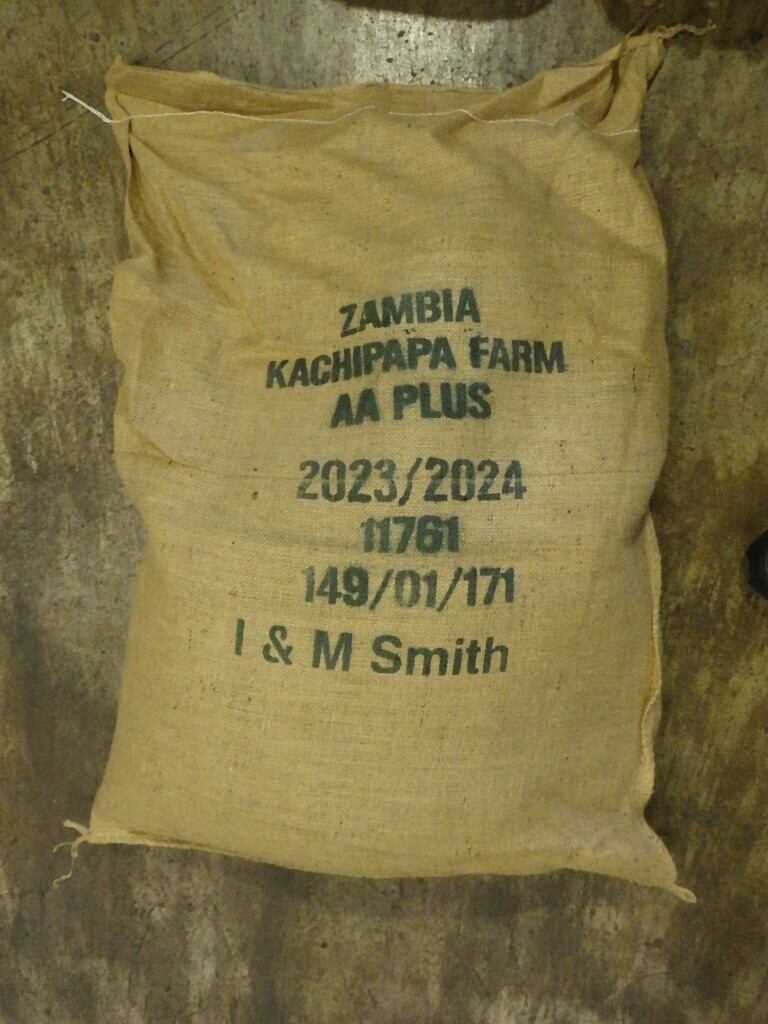 ZAMBIA
KACHIPAPA FARM
AA PLUS
2023/2024
11761
149/01/171
I & M Smith